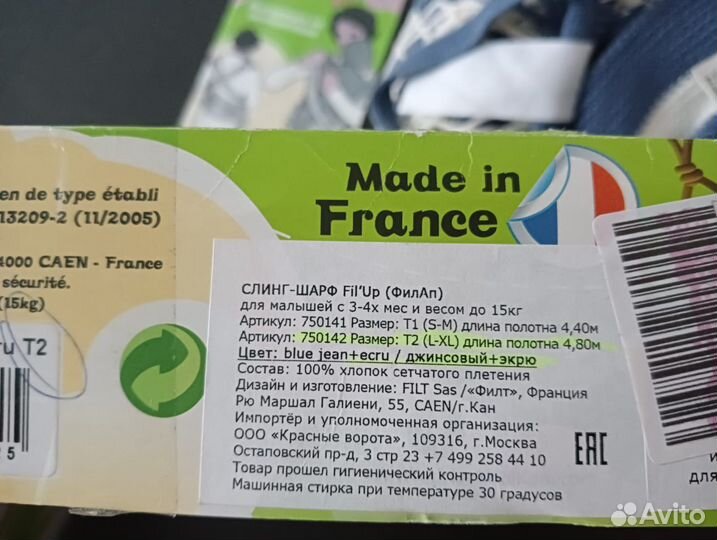 Made in
France
en de type établi
13209-2 (11/2005)
4000 CAEN - France
sécurité.
(15kg)
ru T2
5
СЛИНГ-ШАРФ Fil'Up (ФилАп)
для малышей с 3-4х мес и весом до 15кг
Артикул: 750141 Размер: T1 (S-M) длина полотна 4,40м
Артикул: 750142 Размер: T2 (L-XL) длина полотна 4,80м
Цвет: blue jean+ecru / джинсовый+экрю
Состав: 100% хлопок сетчатого плетения
Дизайн и изготовление: FILT Sas /«Филт», Франция
Рю Маршал Галиени, 55, CAEN/г.Кан
Импортёр и уполномоченная организация:
ООО «Красные ворота», 109316, г.Москва
Остаповский пр-д, 3 стр 23 +7 499 258 44 10
Товар прошел гигиенический контроль
Машинная стирка при температуре 30 градусов
EAC
и
для
Avito